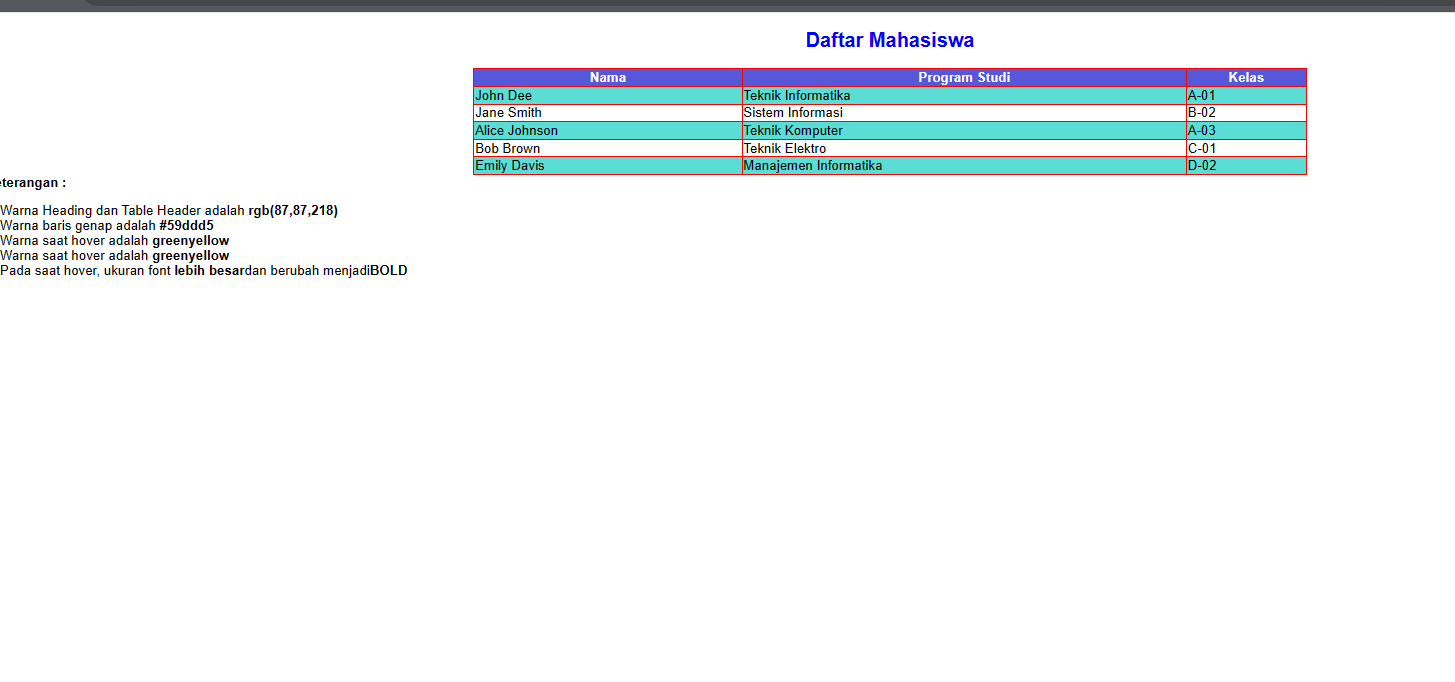 Daftar Mahasiswa
Nama Program Studi Kelas
John Dee Teknik Informatika A-01
Jane Smith Sistem Informasi B-02
Alice Johnson Teknik Komputer A-03
Bob Brown Teknik Elektro C-01
Emily Davis Manajemen Informatika D-02
eterangan :
Warna Heading dan Table Header adalah rgb(87,87,218)
Warna baris genap adalah #59ddd5
Warna saat hover adalah greenyellow
Warna saat hover adalah greenyellow
Pada saat hover, ukuran font lebih besardan berubah menjadiBOLD